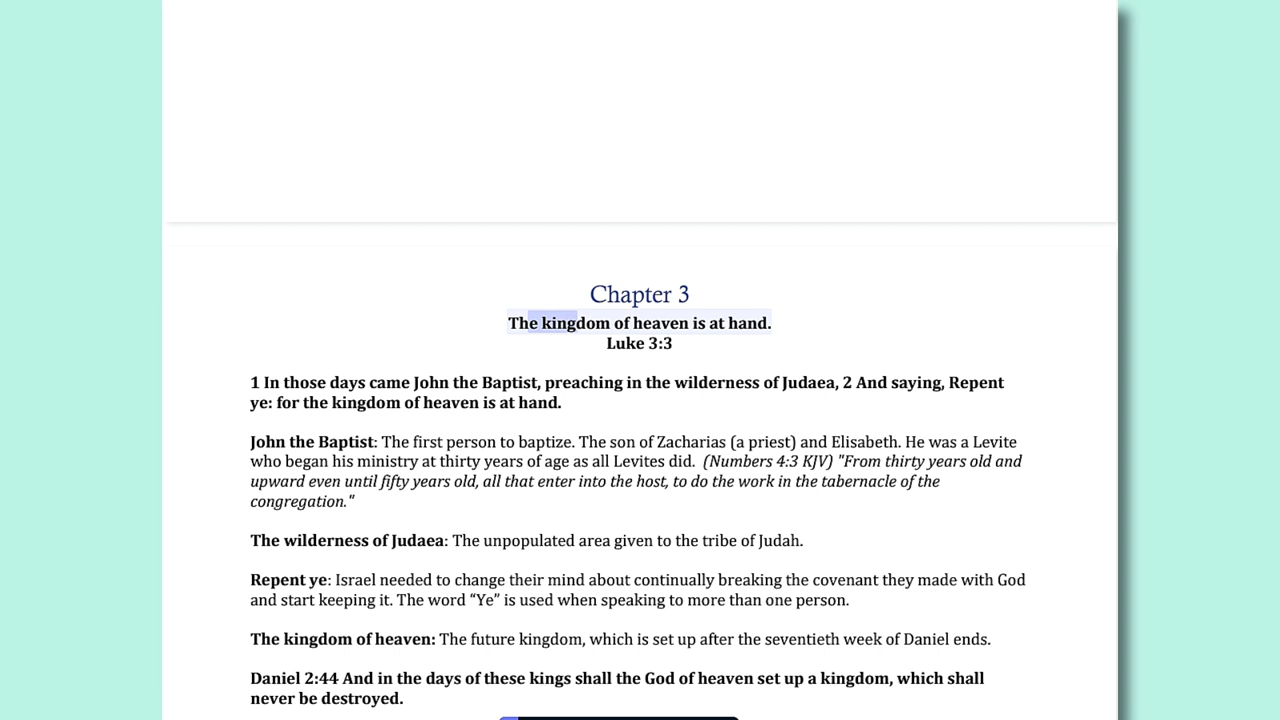 Chapter 3
The kingdom of heaven is at hand.
Luke 3:3
1 In those days came John the Baptist, preaching in the wilderness of Judaea, 2 And saying, Repent
ye: for the kingdom of heaven is at hand.
John the Baptist: The first person to baptize. The son of Zacharias (a priest) and Elisabeth. He was a Levite
who began his ministry at thirty years of age as all Levites did.  (Numbers 4:3 KJV) "From thirty years old and
upward even until fifty years old, all that enter into the host, to do the work in the tabernacle of the
congregation."
The wilderness of Judaea: The unpopulated area given to the tribe of Judah.
Repent ye: Israel needed to change their mind about continually breaking the covenant they made with God
and start keeping it. The word “Ye” is used when speaking to more than one person.
The kingdom of heaven: The future kingdom, which is set up after the seventieth week of Daniel ends.
Daniel 2:44 And in the days of these kings shall the God of heaven set up a kingdom, which shall
never be destroyed.